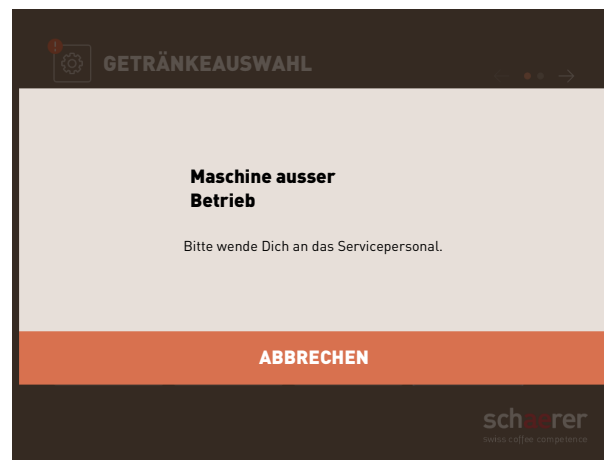 !
GETRÄNKEAUSWAHL
Maschine ausser
Betrieb
Bitte wende Dich an das Servicepersonal.
ABBRECHEN
schaerer
swiss coffee competence